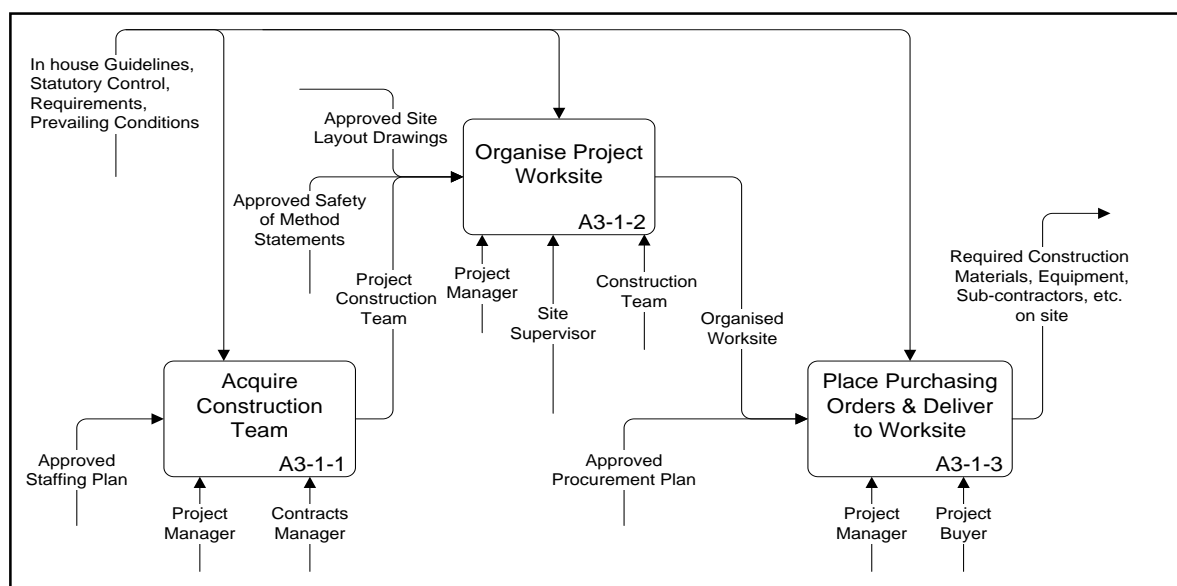 In house Guidelines,
Statutory Control,
Requirements,
Prevailing Conditions
Approved Site
Layout Drawings
Organise Project
Worksite
A3-1-2
Approved Safety
of Method
Statements
Project
Construction
Team
Project
Manager
Site
Supervisor
Construction
Team
Organised
Worksite
Required Construction
Materials, Equipment,
Sub-contractors, etc.
on site
Acquire
Construction
Team
A3-1-1
Approved
Staffing Plan
Project
Manager
Contracts
Manager
Approved
Procurement Plan
Place Purchasing
Orders & Deliver
to Worksite
A3-1-3
Project
Manager
Project
Buyer